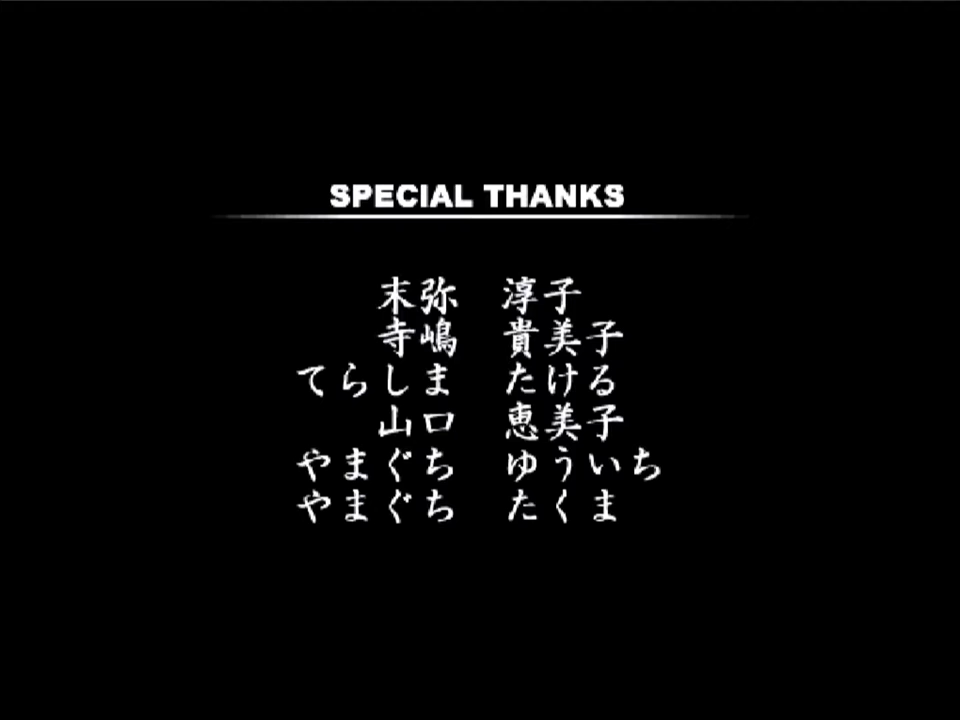 SPECIAL THANKS
末弥　淳子
寺嶋　貴美子
てらしま　たける
山口　恵美子
やまぐち　ゆういち
やまぐち　たくま